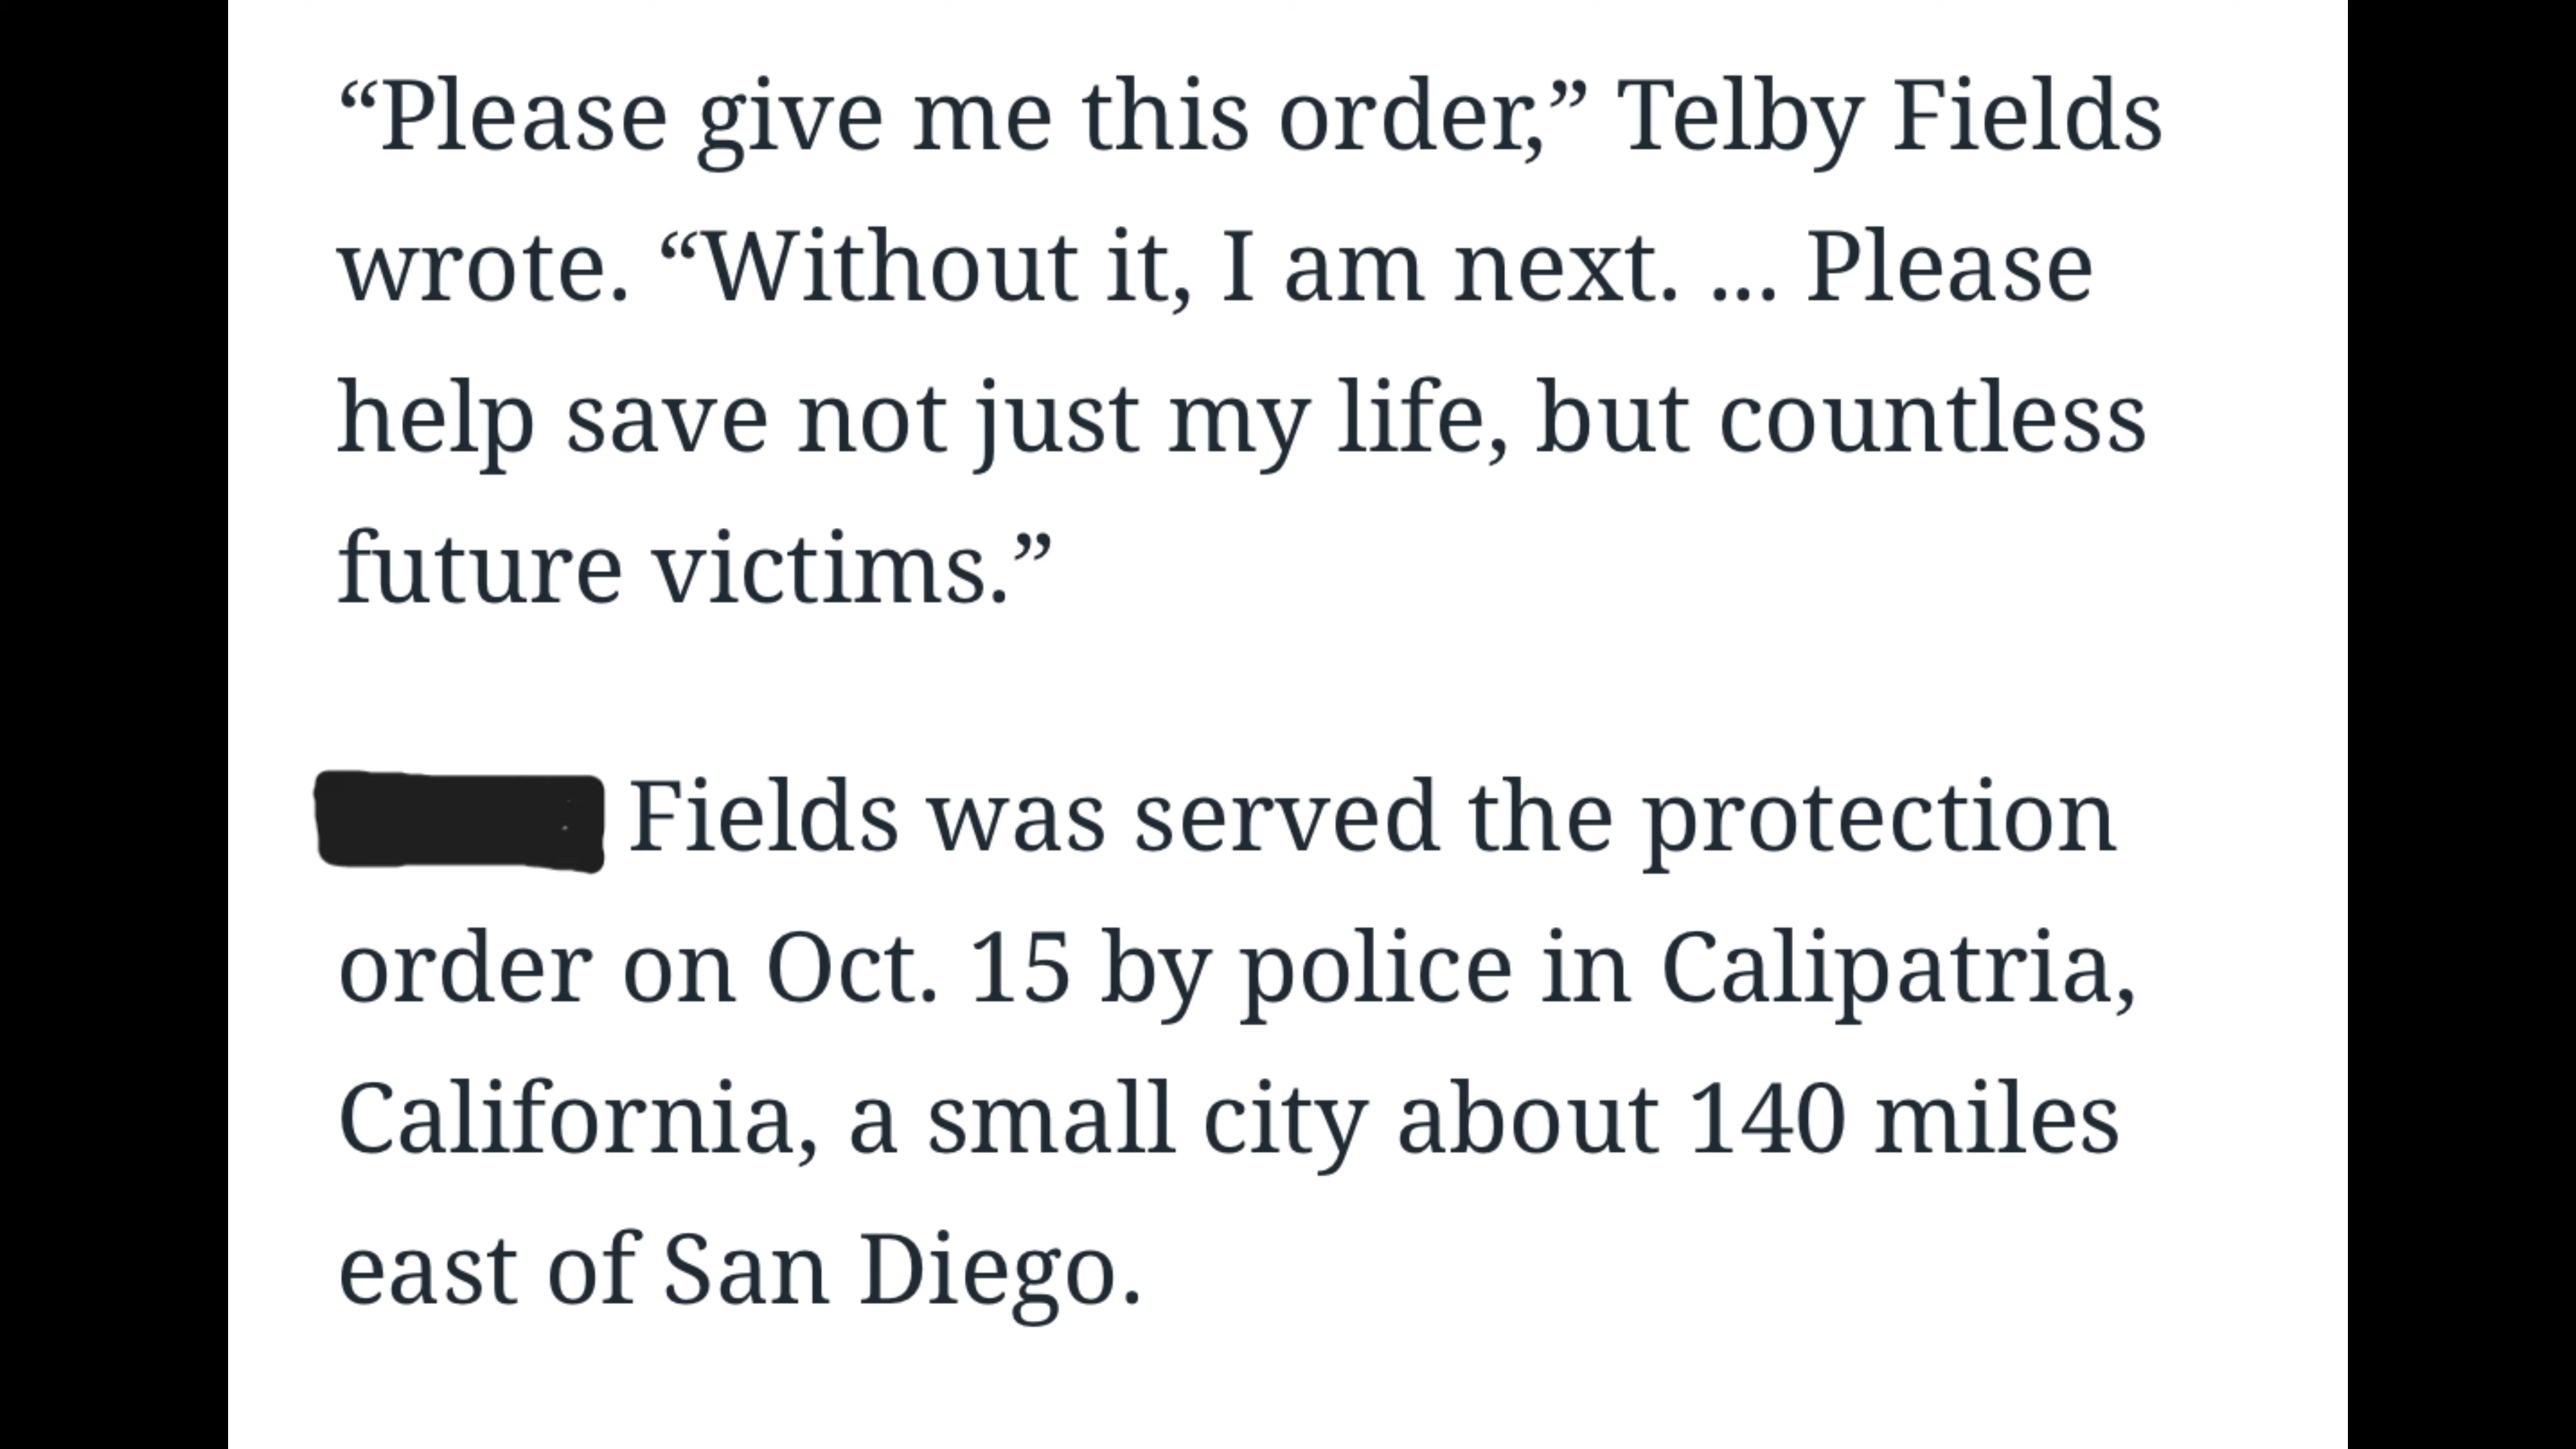 “Please give me this order,” Telby Fields
wrote. “Without it, I am next. ... Please
help save not just my life, but countless
future victims.”
Fields was served the protection
order on Oct. 15 by police in Calipatria,
California, a small city about 140 miles
east of San Diego.